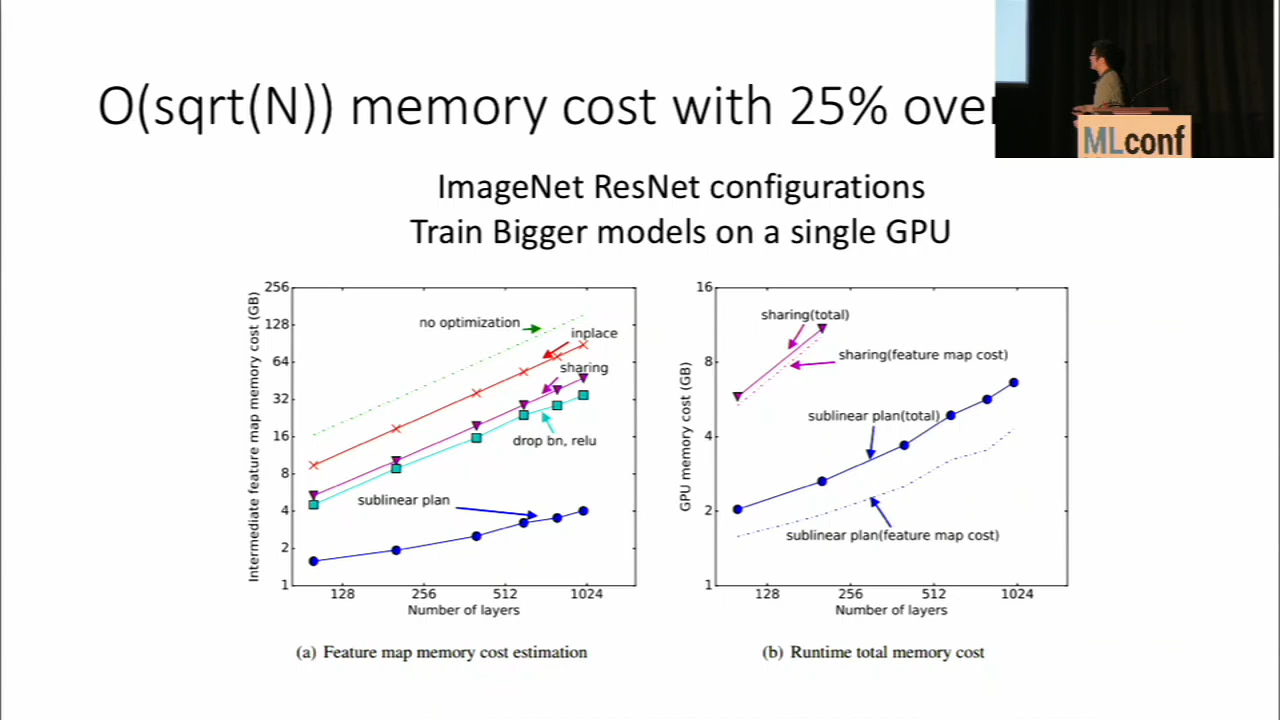 O(sqrt(N)) memory cost with 25% over
MLconf
ImageNet ResNet configurations
Train Bigger models on a single GPU
Intermediate feature map memory cost (GB)
256
128
64
32
16
8
4
2
1
no optimization
inplace
sharing
drop bn, relu
sublinear plan
128 256 512 1024
Number of layers
(a) Feature map memory cost estimation
GPU memory cost (GB)
16
8
4
2
1
sharing(total)
sharing(feature map cost)
sublinear plan(total)
sublinear plan(feature map cost)
128 256 512 1024
Number of layers
(b) Runtime total memory cost